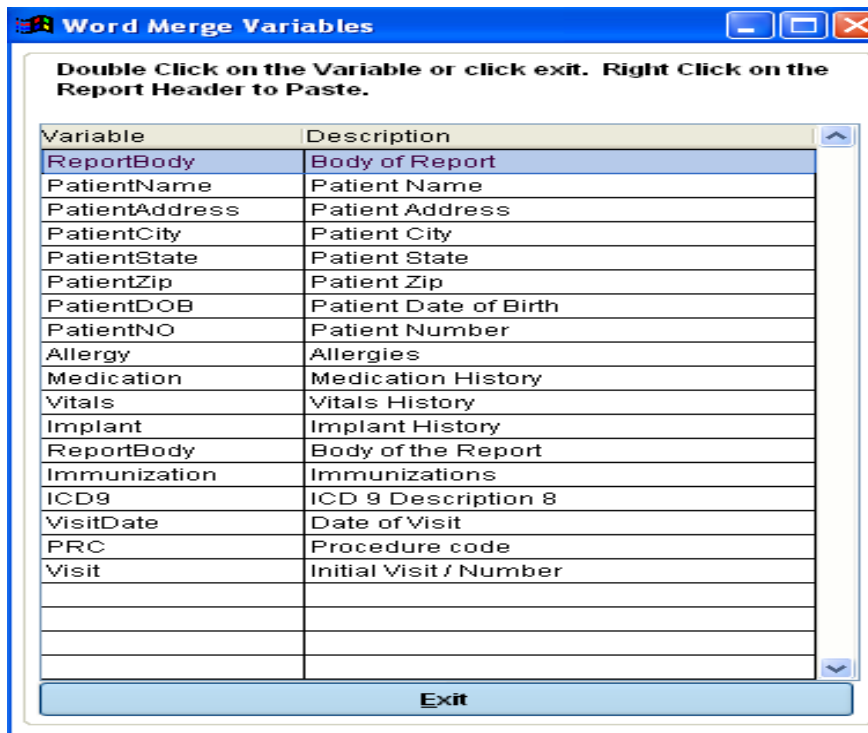 Word Merge Variables
Double Click on the Variable or click exit. Right Click on the
Report Header to Paste.
Variable Description
ReportBody Body of Report
PatientName Patient Name
PatientAddress Patient Address
PatientCity Patient City
PatientState Patient State
PatientZip Patient Zip
PatientDOB Patient Date of Birth
PatientNO Patient Number
Allergy Allergies
Medication Medication History
Vitals Vitals History
Implant Implant History
ReportBody Body of the Report
Immunization Immunizations
ICD9 ICD 9 Description 8
VisitDate Date of Visit
PRC Procedure code
Visit Initial Visit / Number
Exit